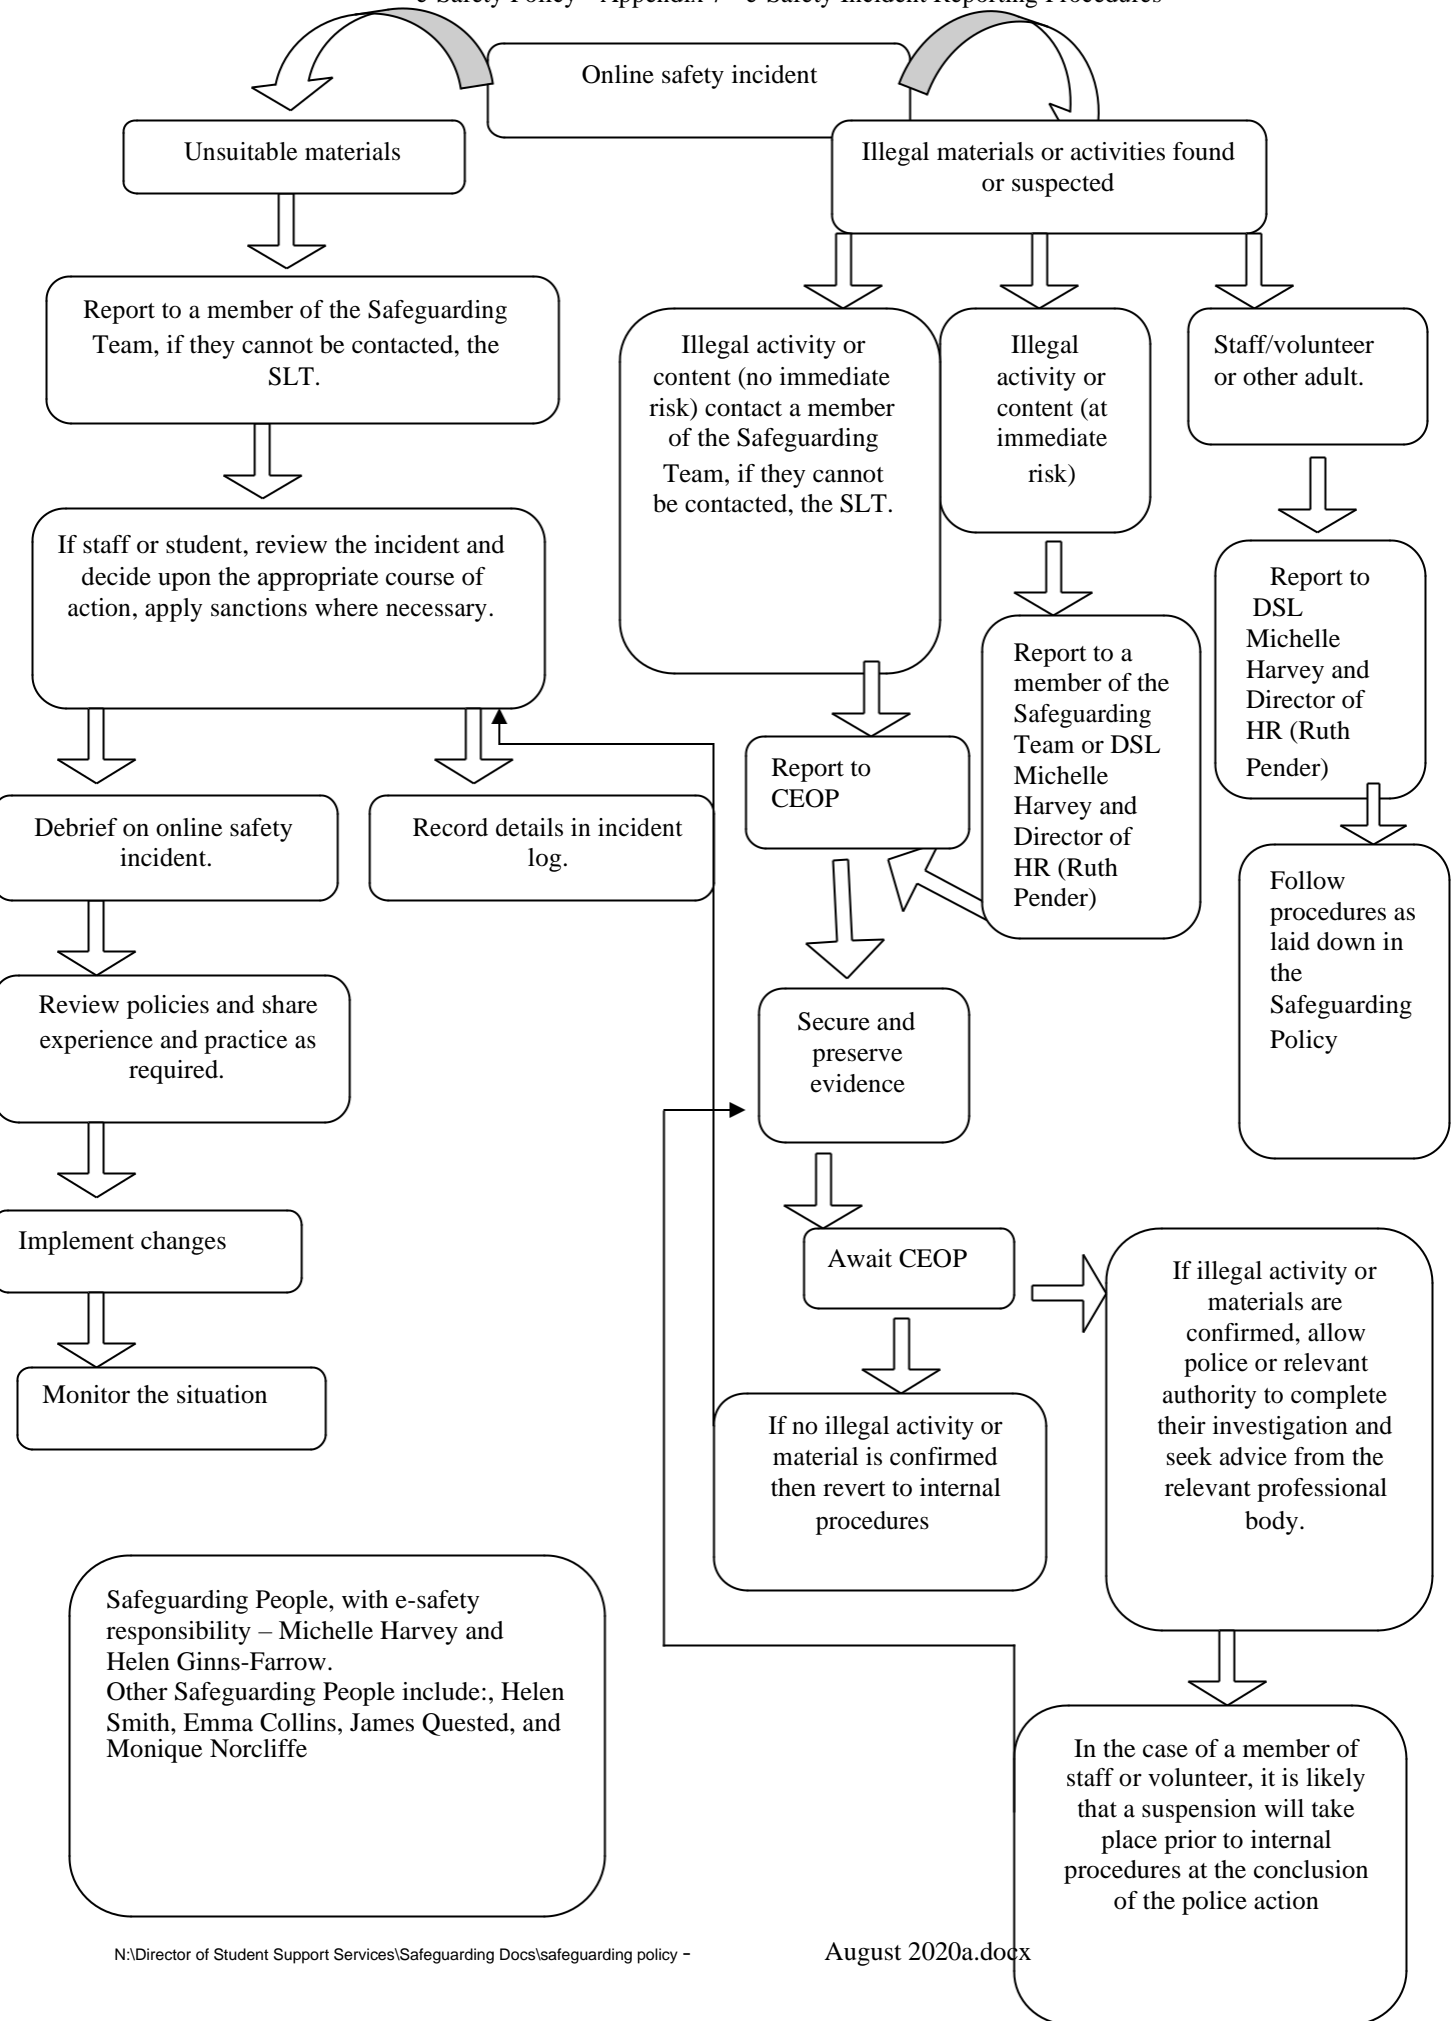 e-Safety Policy - Appendix 7 - e-Safety Incident Reporting Procedures
Online safety incident
Unsuitable materials
Illegal materials or activities found
or suspected
Report to a member of the Safeguarding
Team, if they cannot be contacted, the
SLT.
Illegal activity or
content (no immediate
risk) contact a member
of the Safeguarding
Team, if they cannot
be contacted, the SLT.
Illegal
activity or
content (at
immediate
risk)
Staff/volunteer
or other adult.
If staff or student, review the incident and
decide upon the appropriate course of
action, apply sanctions where necessary.
Report to
DSL
Michelle
Harvey and
Director of
HR (Ruth
Pender)
Report to a
member of the
Safeguarding
Team or DSL
Michelle
Harvey and
Director of
HR (Ruth
Pender)
Report to
CEOP
Debrief on online safety
incident.
Record details in incident
log.
Follow
procedures as
laid down in
the
Safeguarding
Policy
Review policies and share
experience and practice as
required.
Secure and
preserve
evidence
Implement changes
Await CEOP
If illegal activity or
materials are
confirmed, allow
police or relevant
authority to complete
their investigation and
seek advice from the
relevant professional
body.
Monitor the situation
If no illegal activity or
material is confirmed
then revert to internal
procedures
Safeguarding People, with e-safety
responsibility – Michelle Harvey and
Helen Ginns-Farrow.
Other Safeguarding People include:, Helen
Smith, Emma Collins, James Quested, and
Monique Norcliffe
In the case of a member of
staff or volunteer, it is likely
that a suspension will take
place prior to internal
procedures at the conclusion
of the police action
N:\Director of Student Support Services\Safeguarding Docs\safeguarding policy - August 2020a.docx